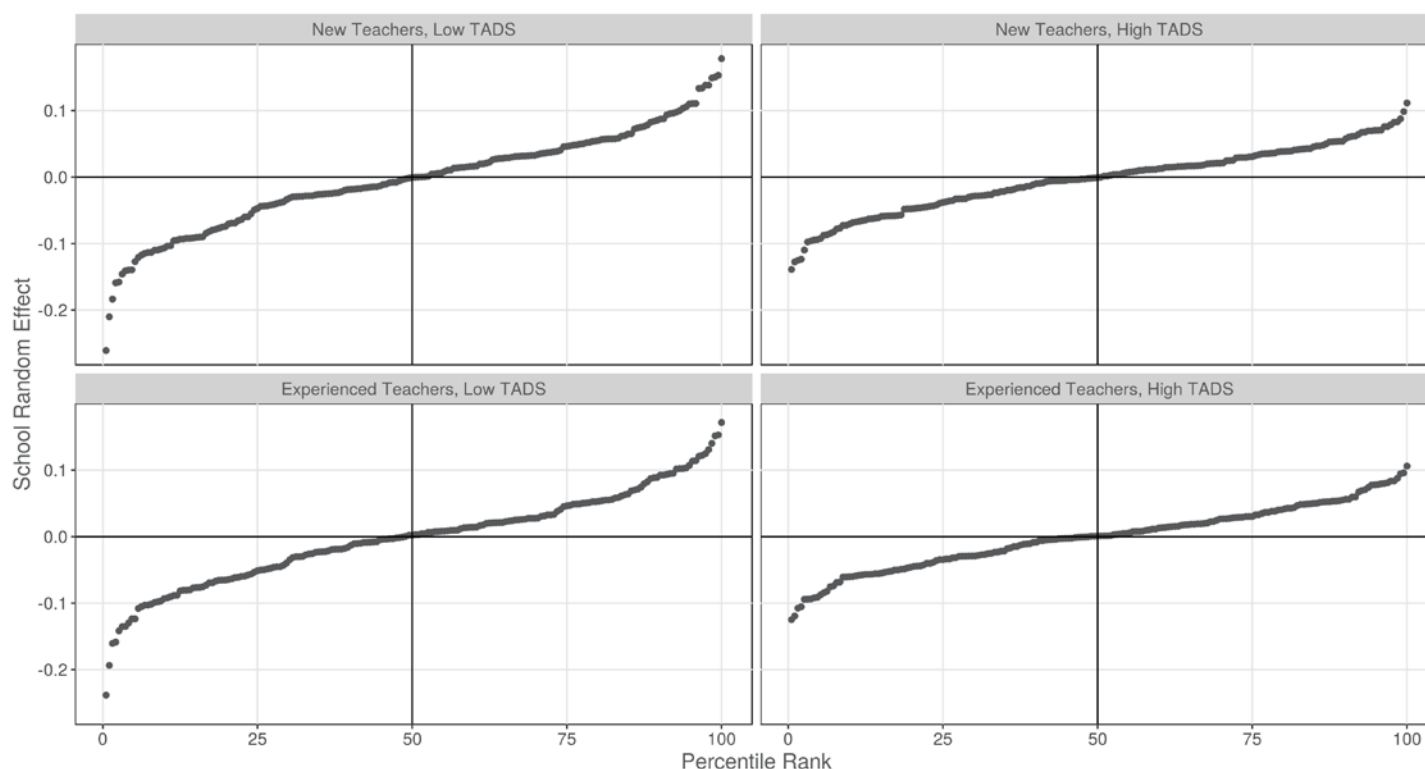 New Teachers, Low TADS
New Teachers, High TADS
0.1
0.0
-0.1
-0.2
School Random Effect
Experienced Teachers, Low TADS
Experienced Teachers, High TADS
0.1
0.0
-0.1
-0.2
0 25 50 75 100
0 25 50 75 100
Percentile Rank